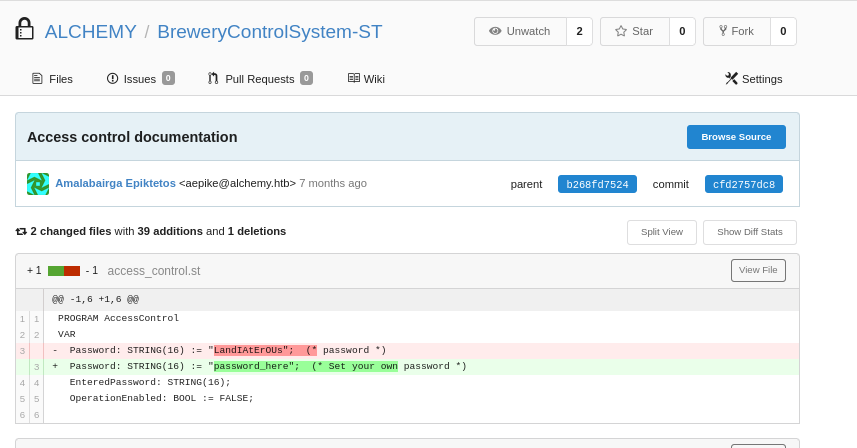 ALCHEMY / BreweryControlSystem-ST
Unwatch 2 Star 0 Fork 0
Files Issues 0 Pull Requests 0 Wiki Settings
Access control documentation Browse Source
Amalabairga Epiktetos <aepike@alchemy.htb> 7 months ago parent b268fd7524 commit cfd2757dc8
2 changed files with 39 additions and 1 deletions Split View Show Diff Stats
+ 1 - 1 access_control.st View File
@@ -1,6 +1,6 @@
1 1 PROGRAM AccessControl
2 2 VAR
3 - Password: STRING(16) := "LandIAtErOUs"; (* password *)
3 + Password: STRING(16) := "password_here"; (* Set your own password *)
4 4 EnteredPassword: STRING(16);
5 5 OperationEnabled: BOOL := FALSE;
6 6